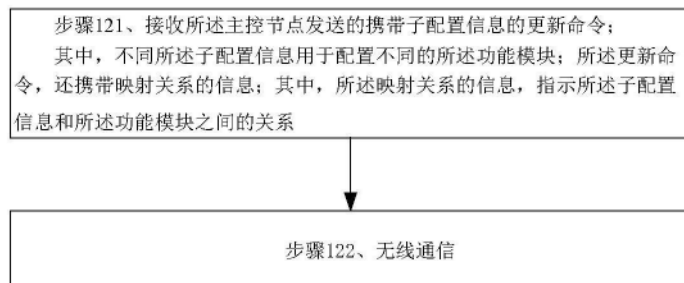 步骤121、接收所述主控节点发送的携带子配置信息的更新命令；
其中，不同所述子配置信息用于配置不同的所述功能模块；所述更新命
令，还携带映射关系的信息；其中，所述映射关系的信息，指示所述子配置
信息和所述功能模块之间的关系
步骤122、无线通信